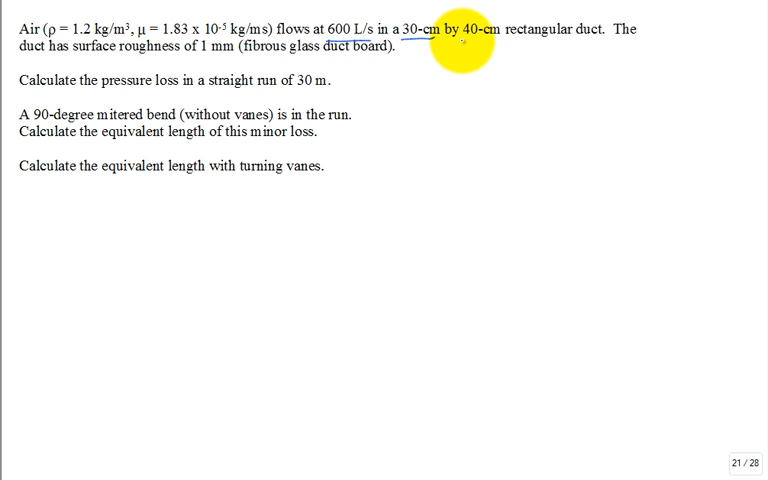 Air (ρ = 1.2 kg/m³, μ = 1.83 x 10⁻⁵ kg/ms) flows at 600 L/s in a 30-cm by 40-cm rectangular duct. The
duct has surface roughness of 1 mm (fibrous glass duct board).
Calculate the pressure loss in a straight run of 30 m.
A 90-degree mitered bend (without vanes) is in the run.
Calculate the equivalent length of this minor loss.
Calculate the equivalent length with turning vanes.
21 / 28